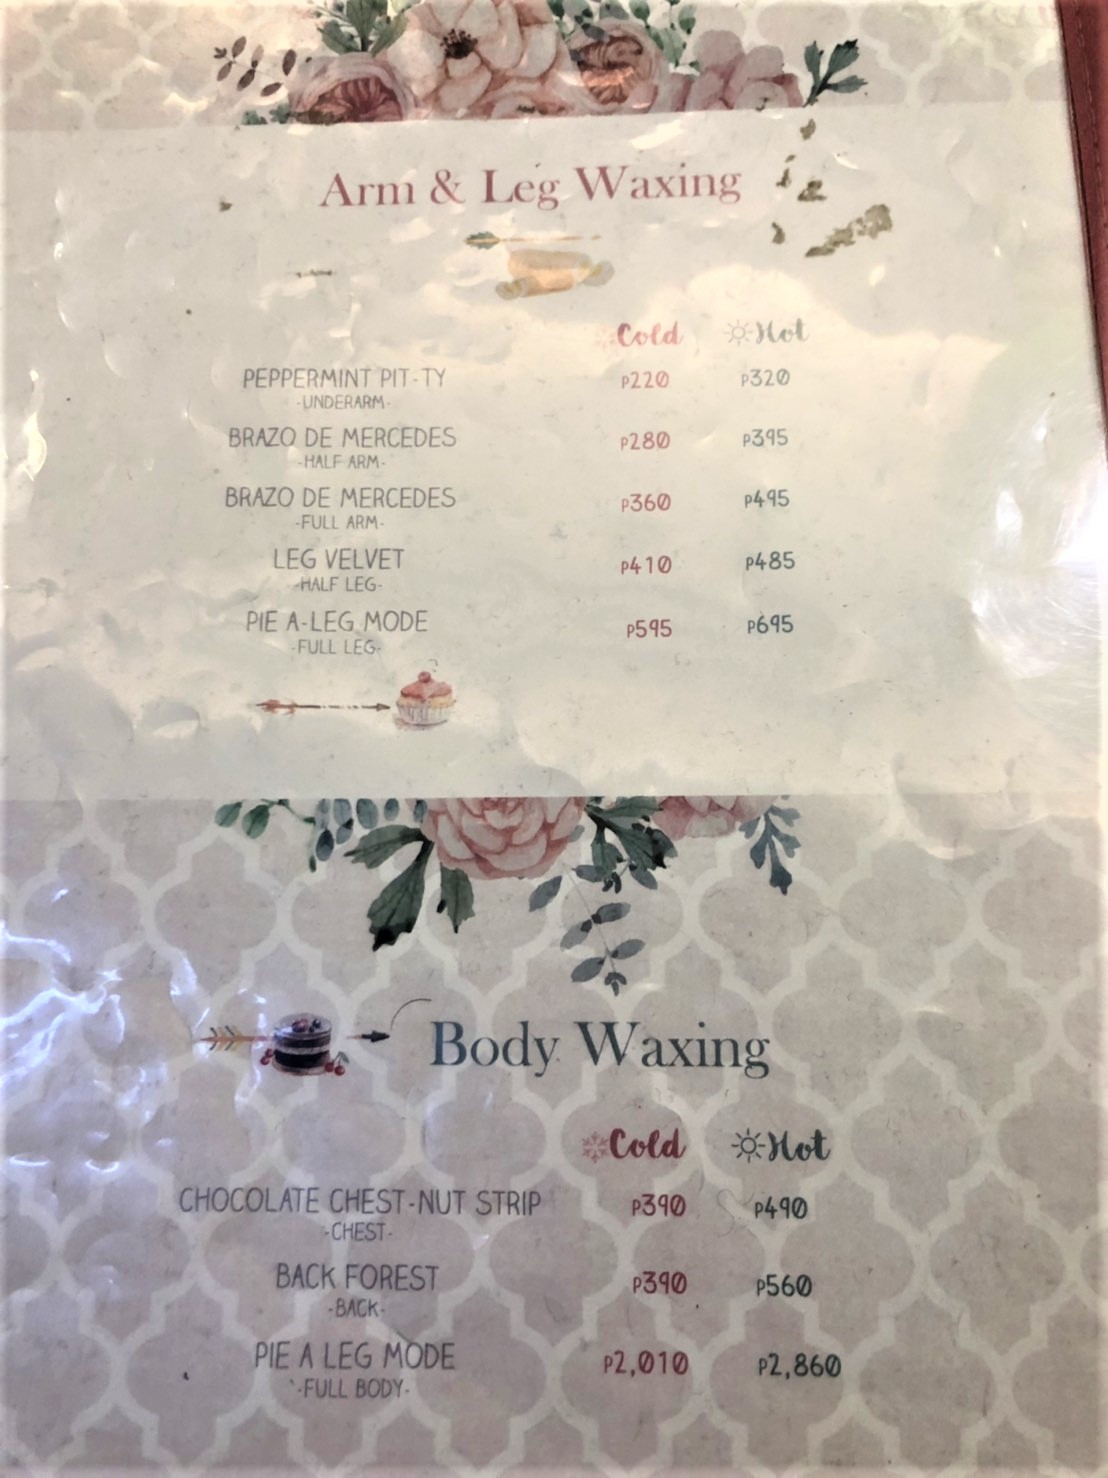 Arm & Leg Waxing
Cold Hot
PEPPERMINT PIT-TY P220 P320
-UNDERARM-
BRAZO DE MERCEDES P280 P395
-HALF ARM-
BRAZO DE MERCEDES P360 P495
-FULL ARM-
LEG VELVET P410 P485
-HALF LEG-
PIE A-LEG MODE P595 P695
-FULL LEG-
Body Waxing
Cold Hot
CHOCOLATE CHEST-NUT STRIP P390 P490
-CHEST-
BACK FOREST P390 P560
-BACK-
PIE A LEG MODE P2,010 P2,860
-FULL BODY-